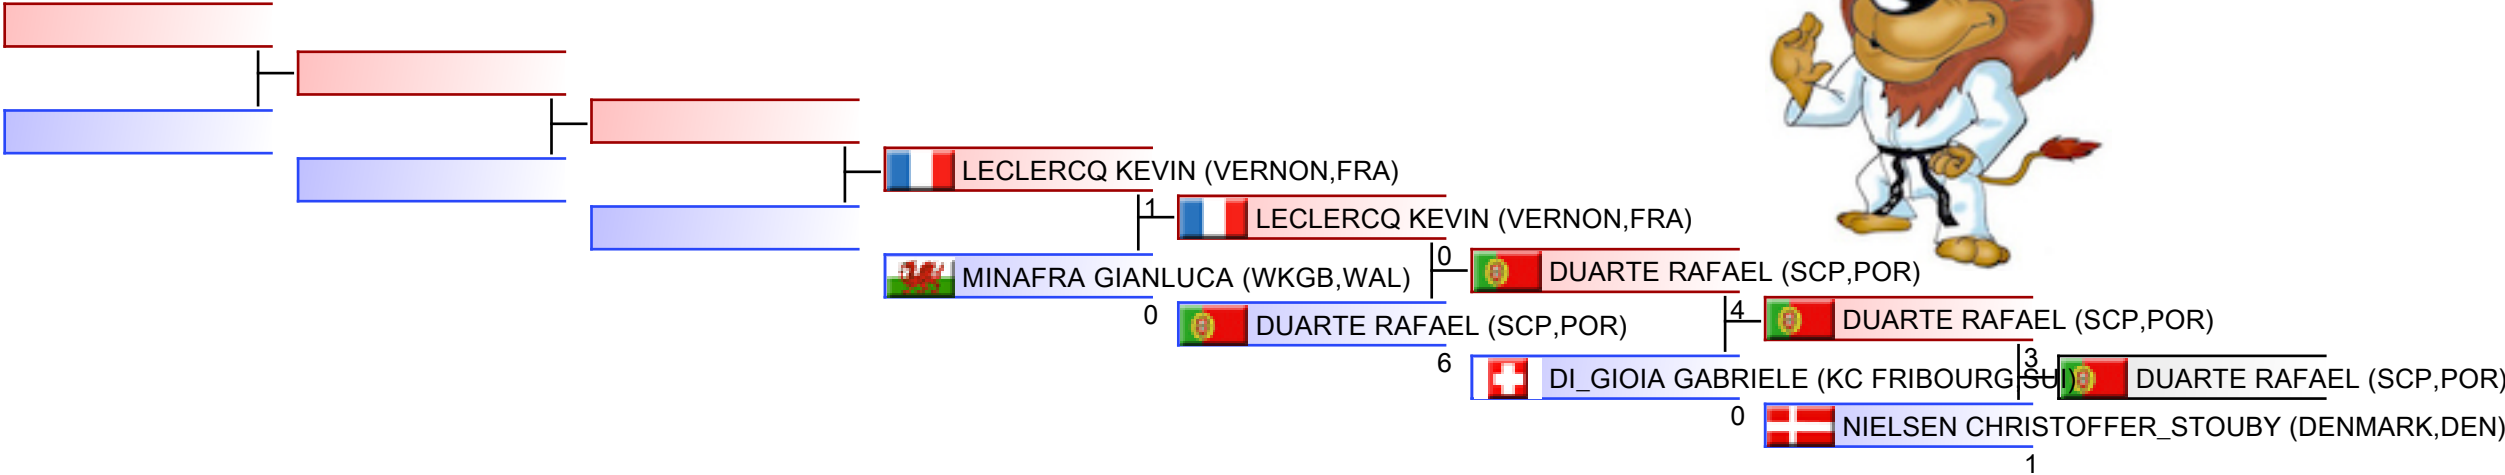 LECLERCQ KEVIN (VERNON,FRA)
1
LECLERCQ KEVIN (VERNON,FRA)
0
MINAFRA GIANLUCA (WKGB,WAL)
DUARTE RAFAEL (SCP,POR)
0
DUARTE RAFAEL (SCP,POR)
4
DUARTE RAFAEL (SCP,POR)
6
DI_GIOIA GABRIELE (KC FRIBOURG,SUI)
3
DUARTE RAFAEL (SCP,POR)
0
NIELSEN CHRISTOFFER_STOUBY (DENMARK,DEN)
1